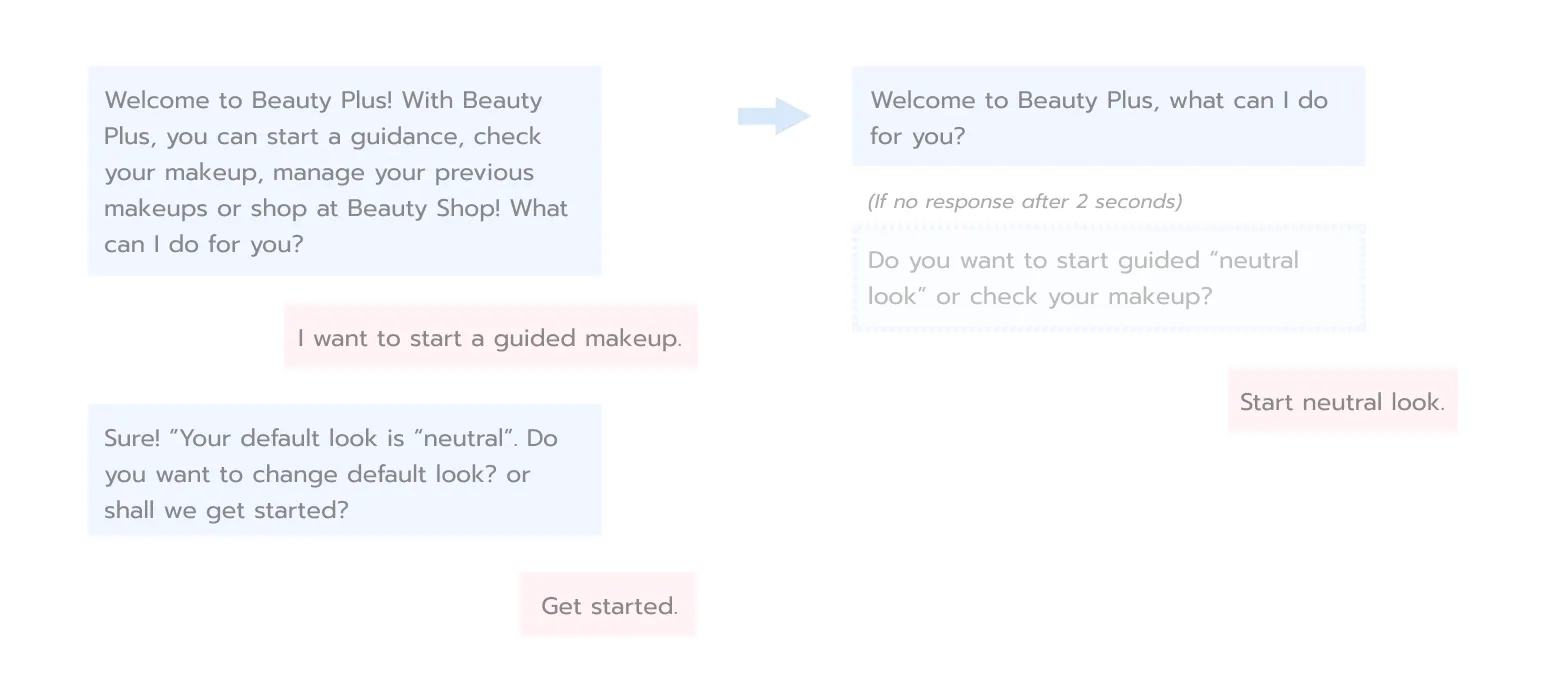 Welcome to Beauty Plus! With Beauty
Plus, you can start a guidance, check
your makeup, manage your previous
makeups or shop at Beauty Shop! What
can I do for you?
I want to start a guided makeup.
Sure! “Your default look is “neutral”. Do
you want to change default look? or
shall we get started?
Get started.
Welcome to Beauty Plus, what can I do
for you?
(If no response after 2 seconds)
Do you want to start guided “neutral
look” or check your makeup?
Start neutral look.